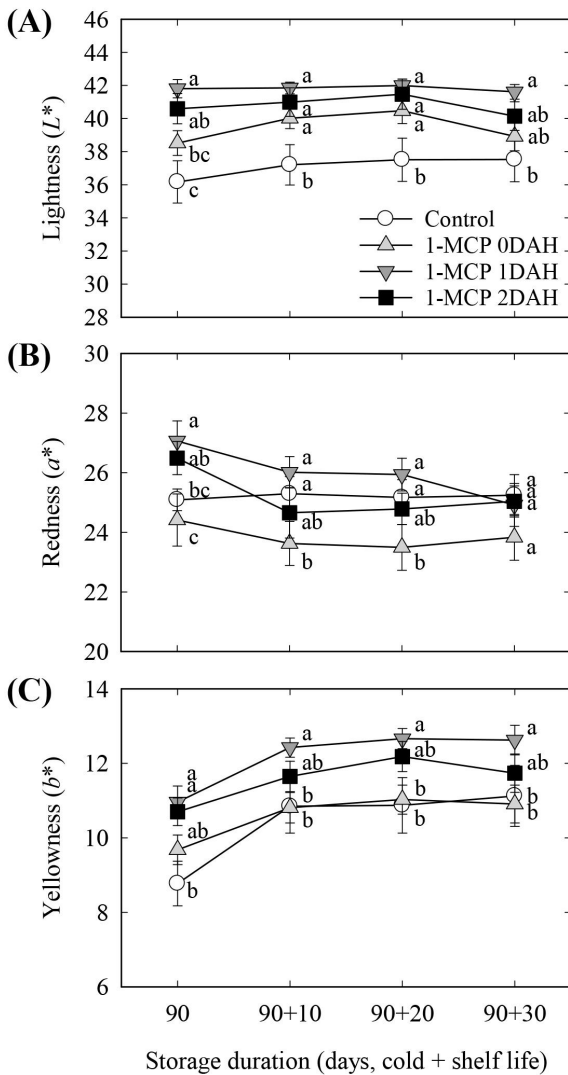 (A)
Lightness (L*)
46
44
42
40
38
36
34
32
30
28
a
a
a
a
ab
a
a
ab
bc
a
a
ab
c
b
b
b
Control
1-MCP 0DAH
1-MCP 1DAH
1-MCP 2DAH
(B)
Redness (a*)
30
28
26
24
22
20
a
a
a
a
ab
a
a
a
bc
ab
ab
a
c
b
b
a
(C)
Yellowness (b*)
14
12
10
8
6
a
a
a
a
a
ab
ab
ab
ab
b
b
b
b
b
b
b
90
90+10
90+20
90+30
Storage duration (days, cold + shelf life)